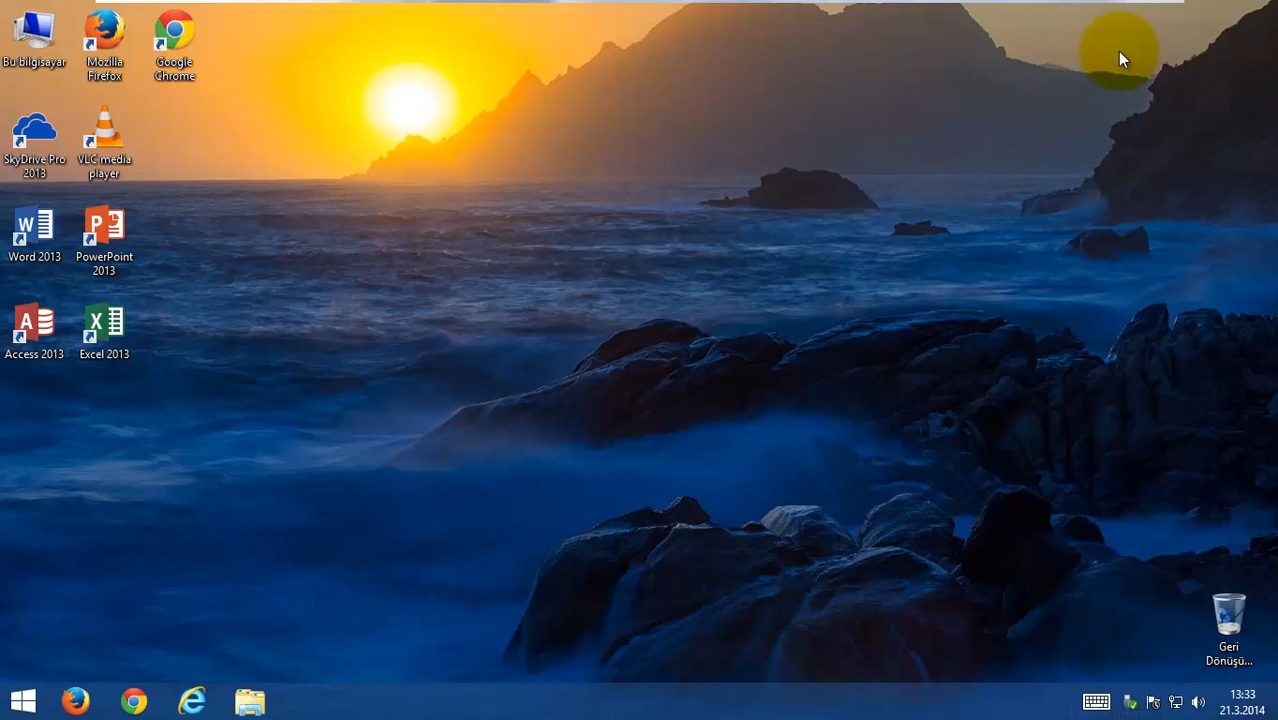 Bu bilgisayar
Mozilla
Firefox
Google
Chrome
SkyDrive Pro
2013
VLC media
player
Word 2013
PowerPoint
2013
Access 2013
Excel 2013
Geri
Dönüşü...
13:33
21.3.2014